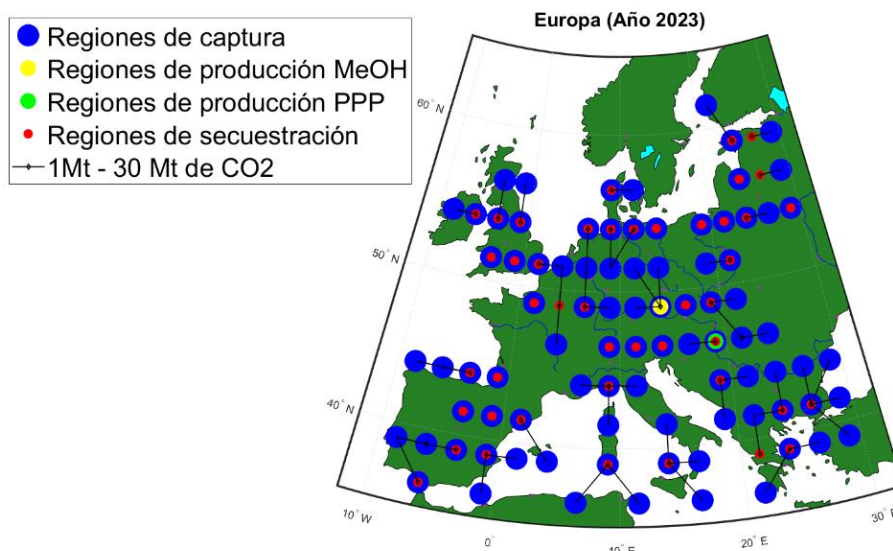 Europa (Año 2023)
Regiones de captura
Regiones de producción MeOH
Regiones de producción PPP
Regiones de secuestración
1Mt - 30 Mt de CO2
60° N
50° N
40° N
10° W
0°
10° E
20° E
30° E